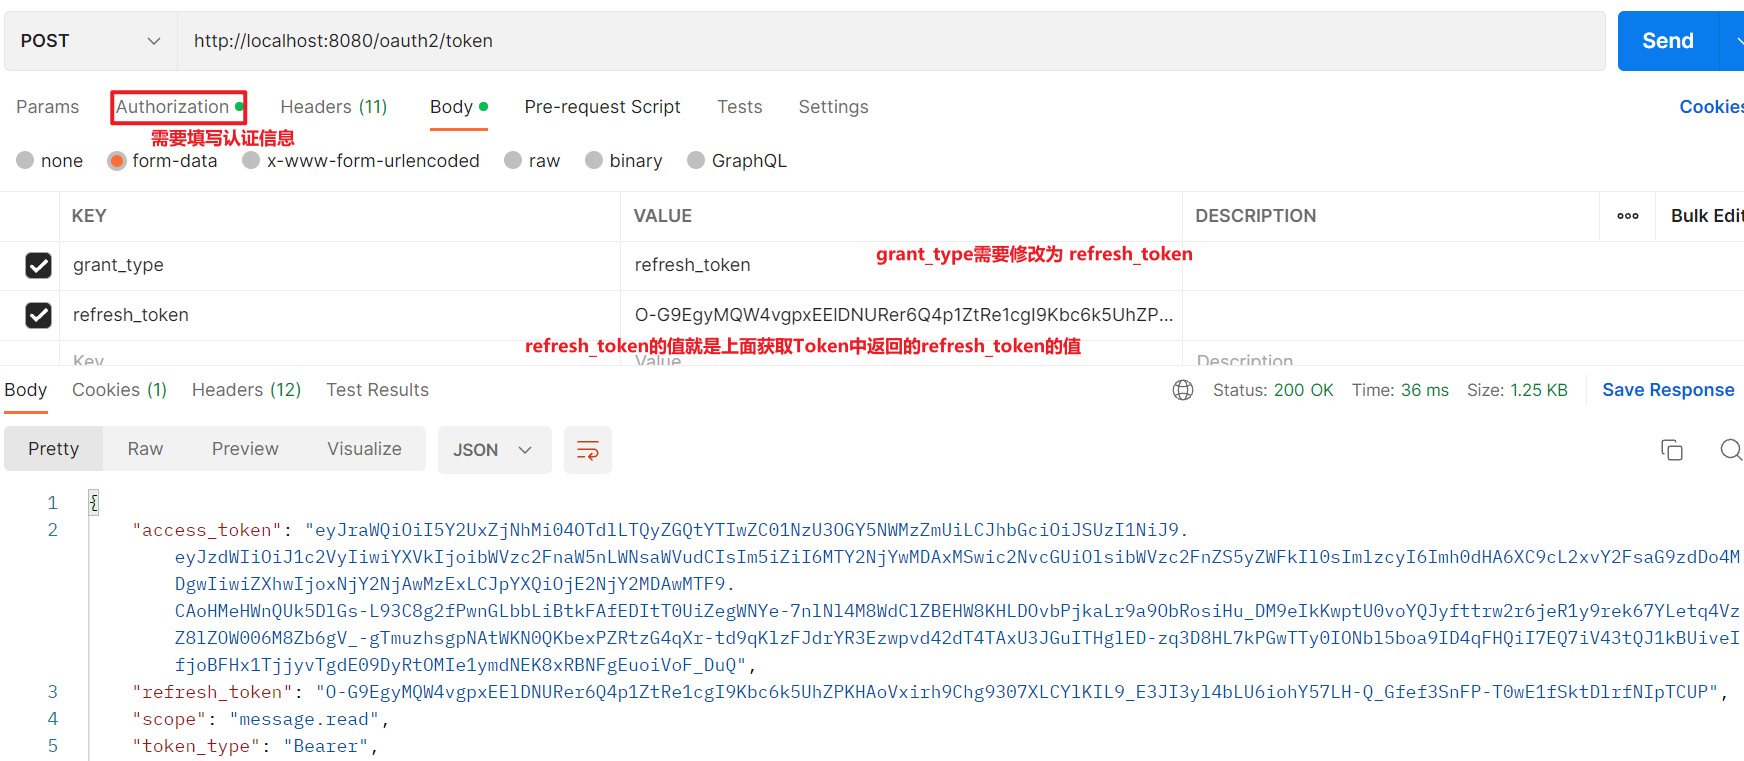 POST http://localhost:8080/oauth2/token Send
Params Authorization Headers (11) Body Pre-request Script Tests Settings Cookies
需要填写认证信息
none form-data x-www-form-urlencoded raw binary GraphQL
KEY VALUE DESCRIPTION ooo Bulk Edit
grant_type需要修改为 refresh_token
grant_type refresh_token
refresh_token O-G9EgyMQW4vgpxEElDNURer6Q4p1ZtRe1cgI9Kbc6k5UhZP...
refresh_token的值就是上面获取Token中返回的refresh_token的值
Key Value Description
Body Cookies (1) Headers (12) Test Results Status: 200 OK Time: 36 ms Size: 1.25 KB Save Response
Pretty Raw Preview Visualize JSON
1 {
2 "access_token": "eyJraWQiOiI5Y2UxZjNhMi04OTdlLTQyZGQtYTIwZC01NzU3OGY5NWMzZmUiLCJhbGciOiJSUzI1NiJ9.
eyJzdWIiOiJ1c2VyIiwiYXVkIjoibWVzc2FnaW5nLWNsaWVudCIsIm5iZiI6MTY2NjYwMDAxMSwic2NvcGUiOlsibWVzc2FnZS5yZWFkIl0sImlzcyI6Imh0dHA6XC9cL2xvY2FsaG9zdDo4M
DgwIiwiZXhwIjoxNjY2NjAwMzExLCJpYXQiOjE2NjY2MDAwMTF9.
CAoHMeHWnQUk5DlGs-L93C8g2fPwnGLbbLiBtkFAfEDItT0UiZegWNYe-7nlNl4M8WdClZBEHW8KHLDOvbPjkaLr9a9ObRosiHu_DM9eIkKwptU0voYQJyfttrw2r6jeR1y9rek67YLetq4Vz
Z8lZOW006M8Zb6gV_-gTmuzhsgpNAtWKN0QKbexPZRtzG4qXr-td9qKlzFJdrYR3Ezwpvd42dT4TAxU3JGuITHglED-zq3D8HL7kPGwTTy0IONbl5boa9ID4qFHQiI7EQ7iV43tQJ1kBUiveI
fjoBFHx1TjjyvTgdE09DyRtOMIe1ymdNEK8xRBNFgEuoiVoF_DuQ",
3 "refresh_token": "O-G9EgyMQW4vgpxEElDNURer6Q4p1ZtRe1cgI9Kbc6k5UhZPKHAoVxirh9Chg9307XLCYlKIL9_E3JI3yl4bLU6iohY57LH-Q_Gfef3SnFP-T0wE1fSktDlrfNIpTCUP",
4 "scope": "message.read",
5 "token_type": "Bearer",